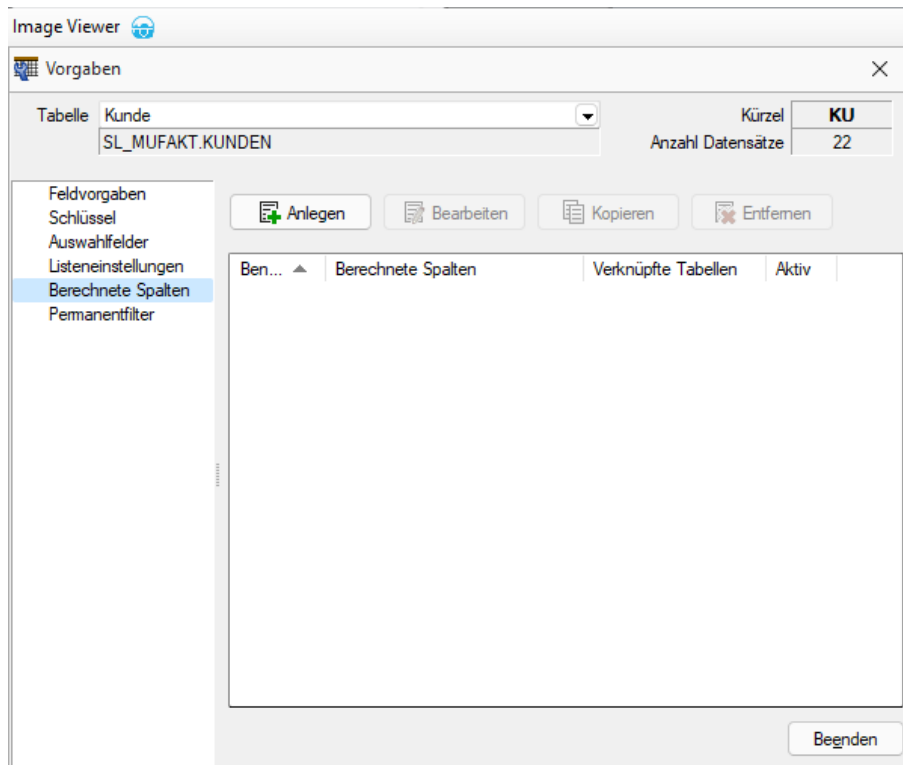 Image Viewer
Vorgaben
Tabelle Kunde Kürzel KU
SL_MUFAKT.KUNDEN Anzahl Datensätze 22
Feldvorgaben
Schlüssel
Auswahlfelder
Listeneinstellungen
Berechnete Spalten
Permanentfilter
Anlegen Bearbeiten Kopieren Entfernen
Ben... Berechnete Spalten Verknüpfte Tabellen Aktiv
Beenden